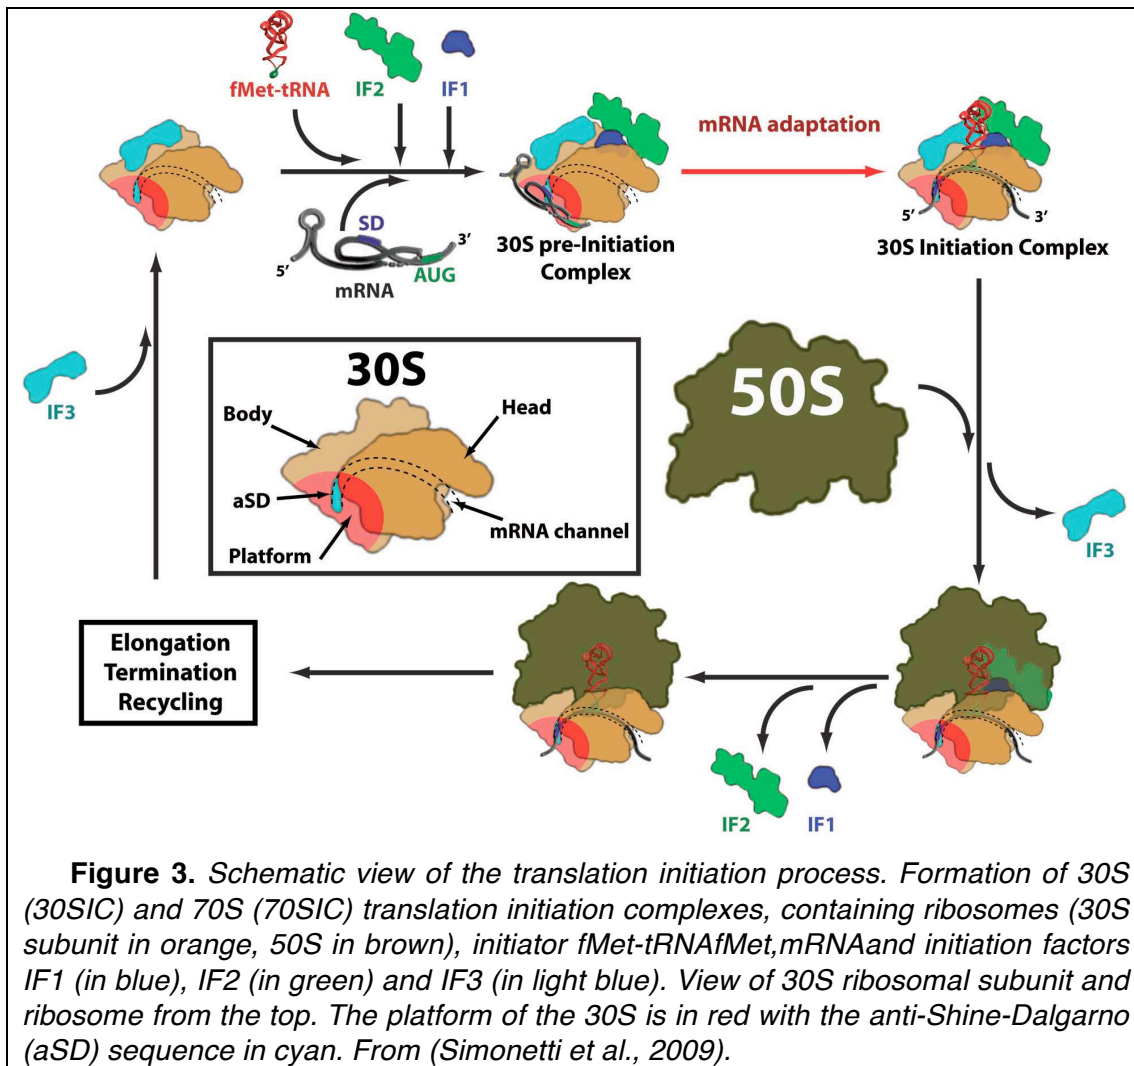 fMet-tRNA
IF2
IF1
mRNA adaptation
SD
5'
3'
AUG
mRNA
30S pre-Initiation
Complex
5'
3'
30S Initiation Complex
IF3
30S
Body
Head
aSD
mRNA channel
Platform
50S
IF3
Elongation
Termination
Recycling
IF2
IF1
Figure 3. Schematic view of the translation initiation process. Formation of 30S
(30SIC) and 70S (70SIC) translation initiation complexes, containing ribosomes (30S
subunit in orange, 50S in brown), initiator fMet-tRNAfMet,mRNAand initiation factors
IF1 (in blue), IF2 (in green) and IF3 (in light blue). View of 30S ribosomal subunit and
ribosome from the top. The platform of the 30S is in red with the anti-Shine-Dalgarno
(aSD) sequence in cyan. From (Simonetti et al., 2009).